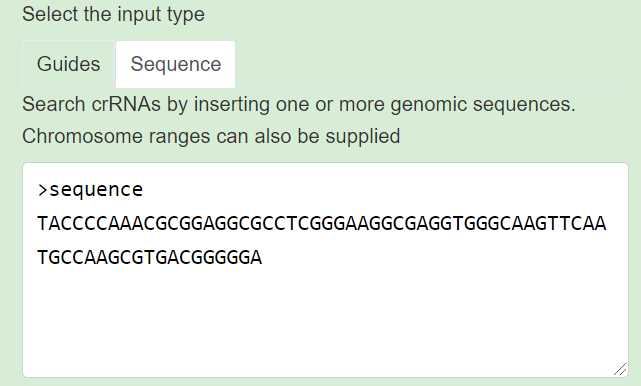 Select the input type
Guides Sequence
Search crRNAs by inserting one or more genomic sequences.
Chromosome ranges can also be supplied
>sequence
TACCCCAAACGCGGAGGCGCCTCGGGAAGGCGAGGTGGGCAAGTTCAA
TGCCAAGCGTGACGGGGGA